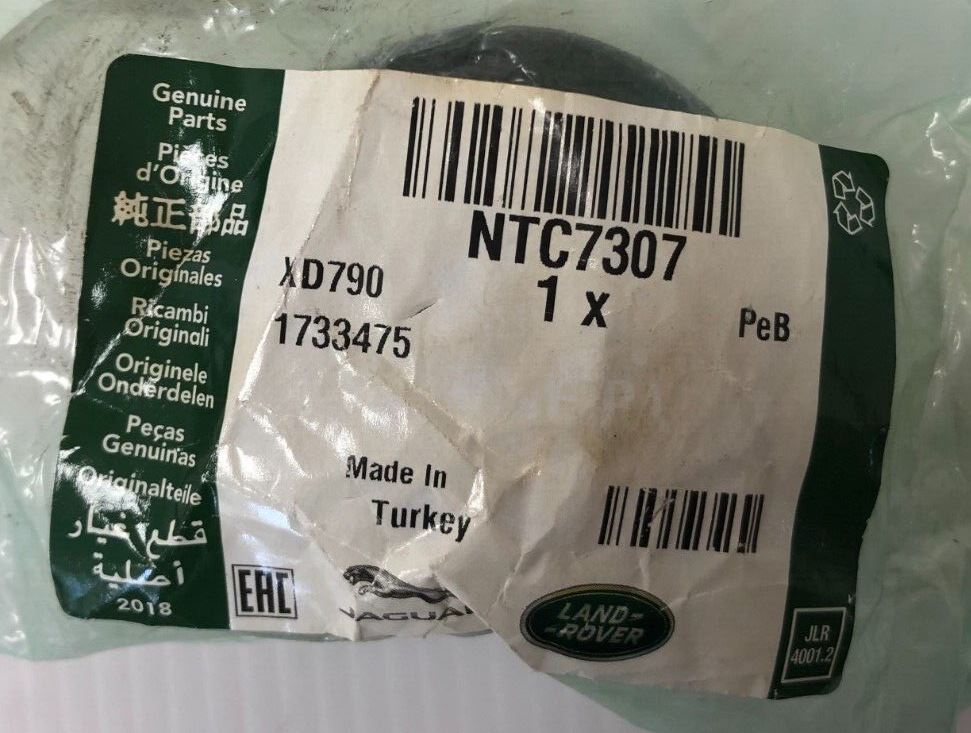 Genuine
Parts
Pièces
d'Origine
純正部品
Piezas
Originales
Ricambi
Originali
Originele
Onderdelen
Peças
Genuinas
Originalteile
قطع غيار
أصلية
2018
NTC7307
XD790
1 x
PeB
1733475
Made In
Turkey
EAC
JAGUAR
LAND-
-ROVER
JLR
4001.2